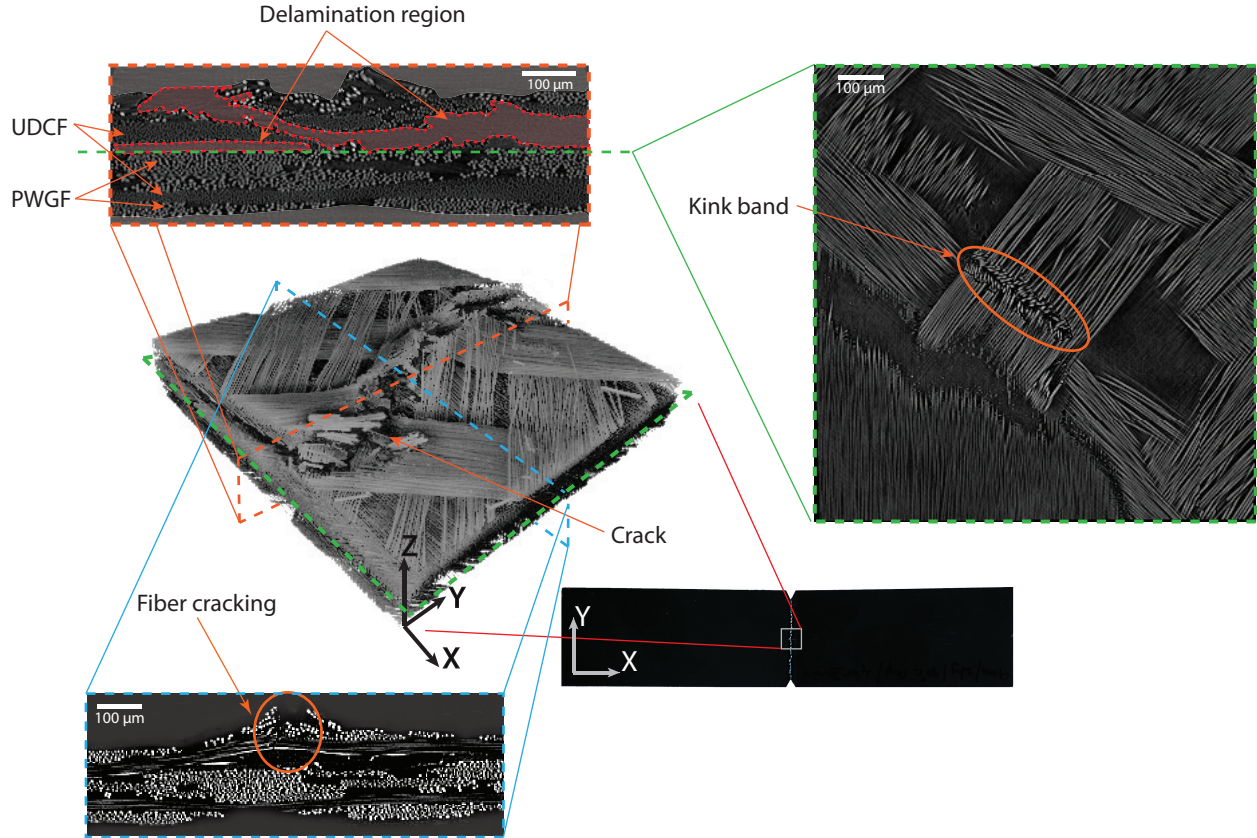 Delamination region
100 µm
100 µm
UDCF
PWGF
Kink band
Crack
Z
Y
X
Fiber cracking
Y
X
100 µm